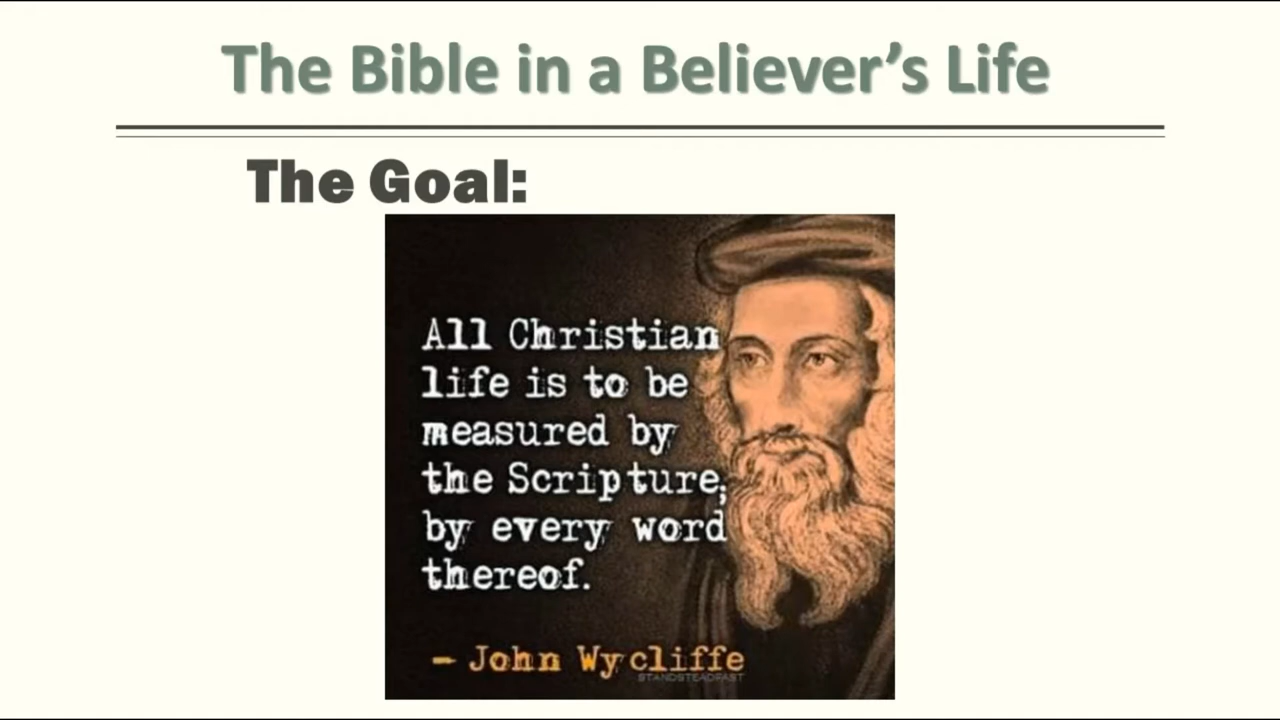 The Bible in a Believer’s Life
The Goal:
All Christian
life is to be
measured by
the Scripture;
by every word
thereof.
– John Wycliffe
STANDSTEADFAST